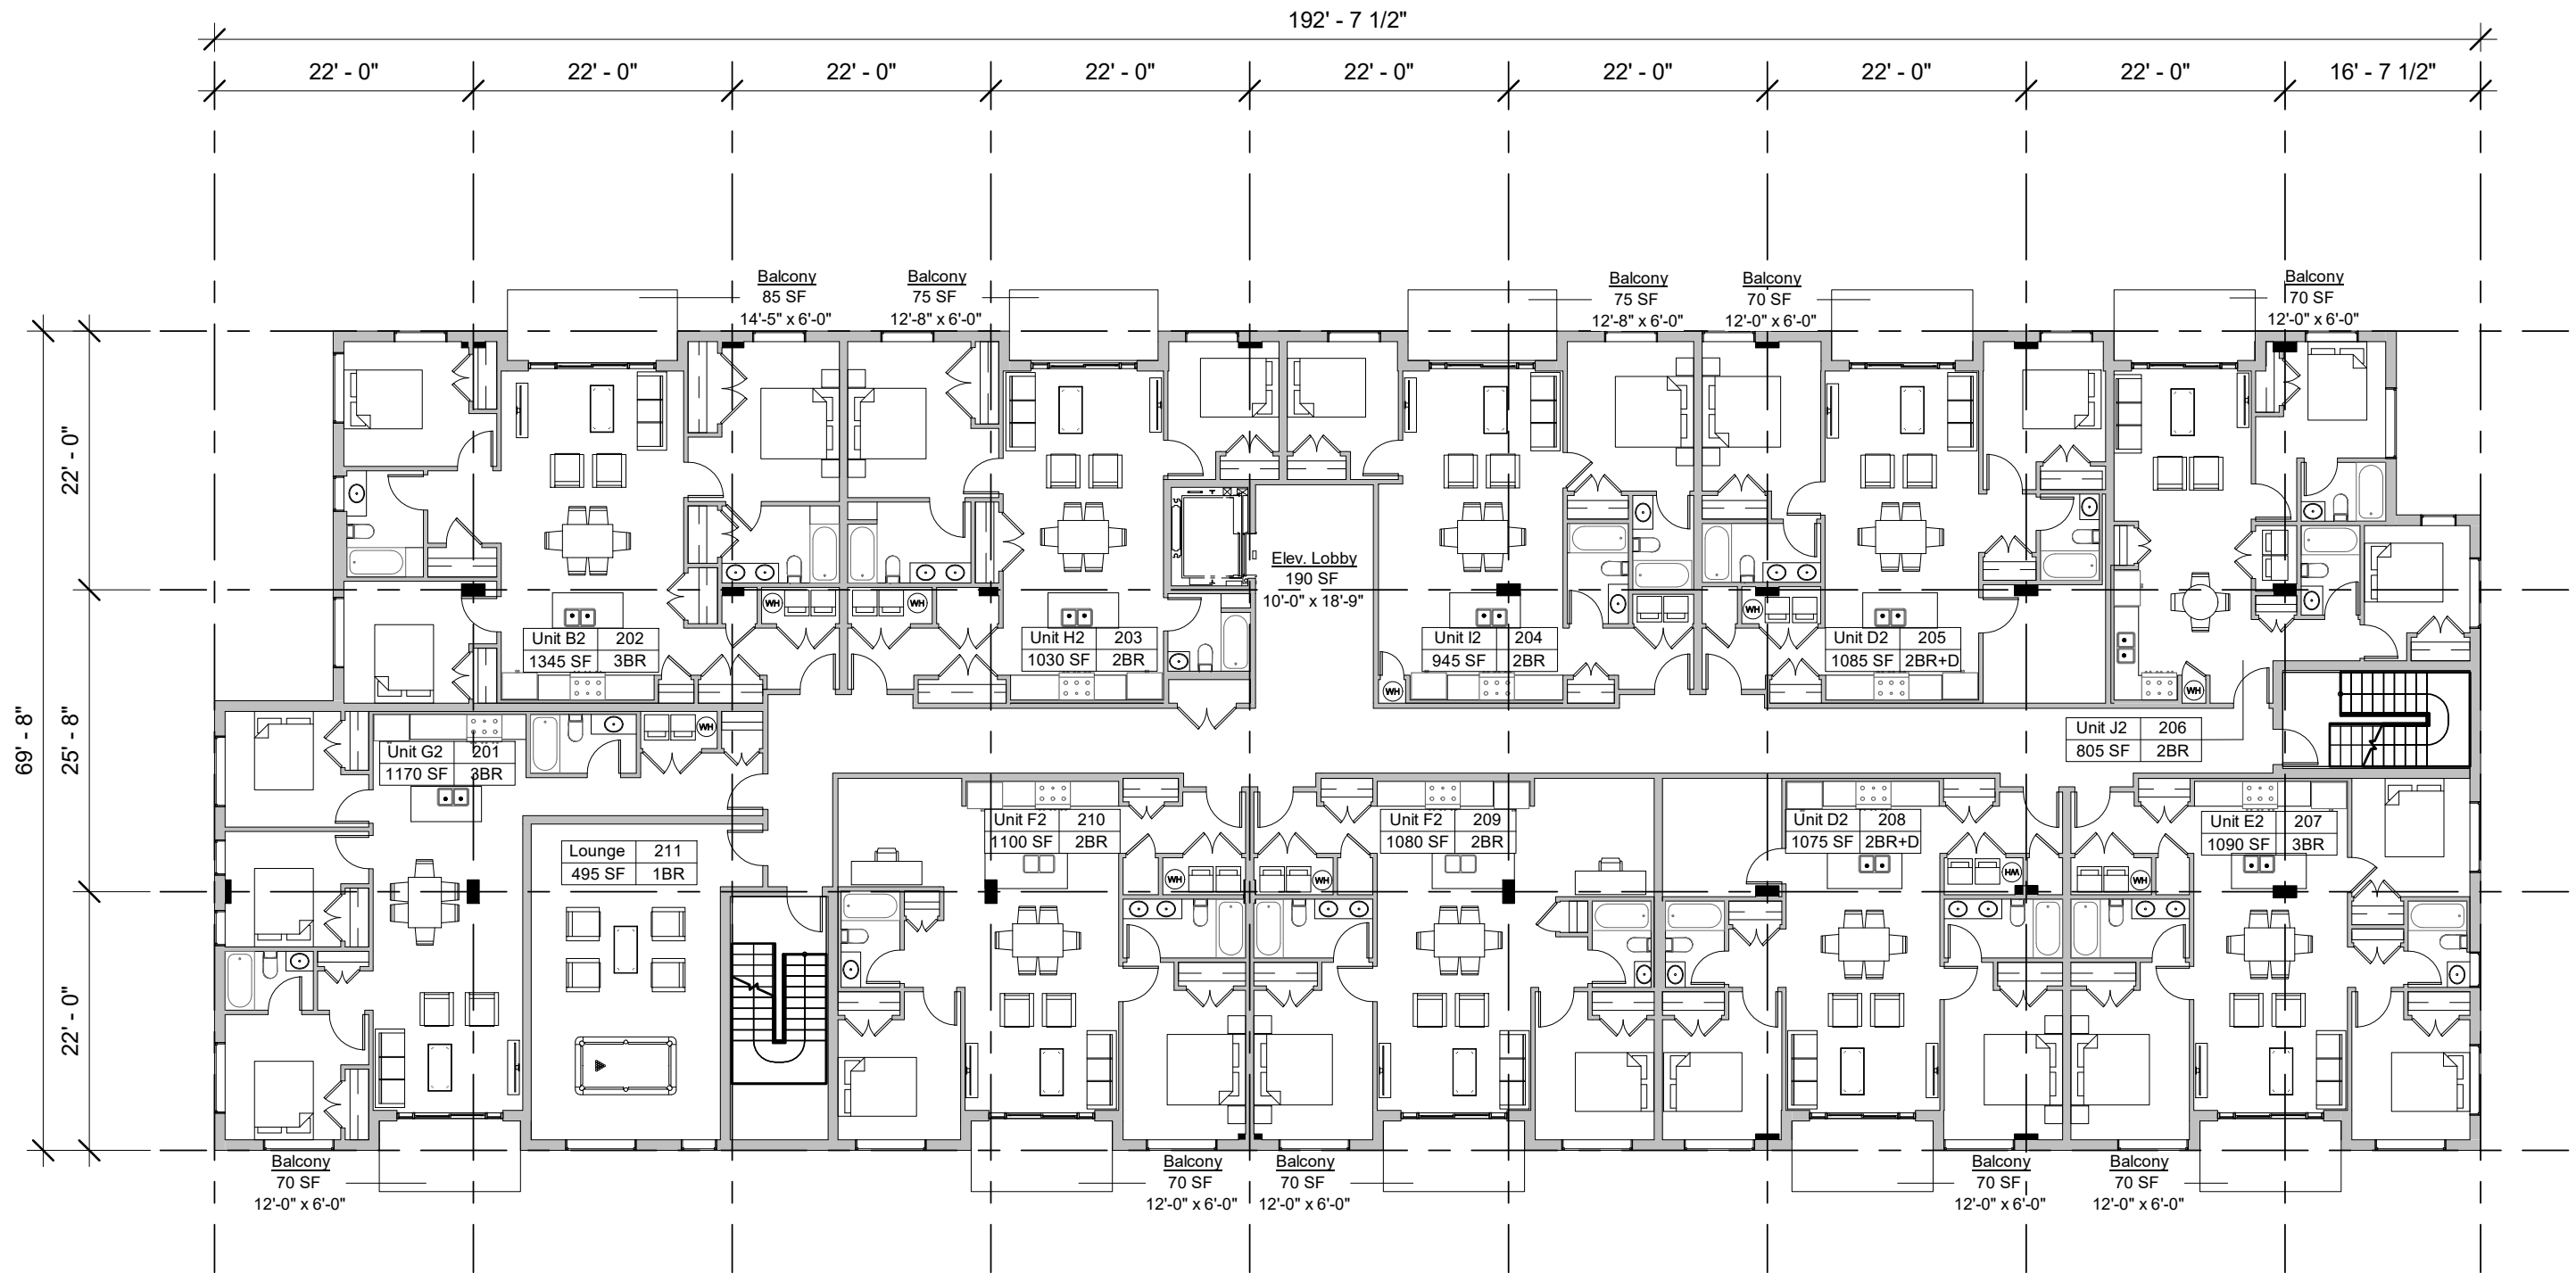 192' - 7 1/2"
22' - 0"
22' - 0"
22' - 0"
22' - 0"
22' - 0"
22' - 0"
22' - 0"
22' - 0"
16' - 7 1/2"
Balcony
85 SF
14'-5" x 6'-0"
Balcony
75 SF
12'-8" x 6'-0"
Balcony
75 SF
12'-8" x 6'-0"
Balcony
70 SF
12'-0" x 6'-0"
Balcony
70 SF
12'-0" x 6'-0"
69' - 8"
22' - 0"
25' - 8"
22' - 0"
Elev. Lobby
190 SF
10'-0" x 18'-9"
WH
WH
WH
Unit B2 202
1345 SF 3BR
Unit H2 203
1030 SF 2BR
Unit I2 204
945 SF 2BR
Unit D2 205
1085 SF 2BR+D
WH
WH
WH
Unit G2 201
1170 SF 3BR
Unit J2 206
805 SF 2BR
Unit F2 210
1100 SF 2BR
Unit F2 209
1080 SF 2BR
Unit D2 208
1075 SF 2BR+D
Unit E2 207
1090 SF 3BR
Lounge 211
495 SF 1BR
WH
WH
WH
WH
Balcony
70 SF
12'-0" x 6'-0"
Balcony
70 SF
12'-0" x 6'-0"
Balcony
70 SF
12'-0" x 6'-0"
Balcony
70 SF
12'-0" x 6'-0"
Balcony
70 SF
12'-0" x 6'-0"